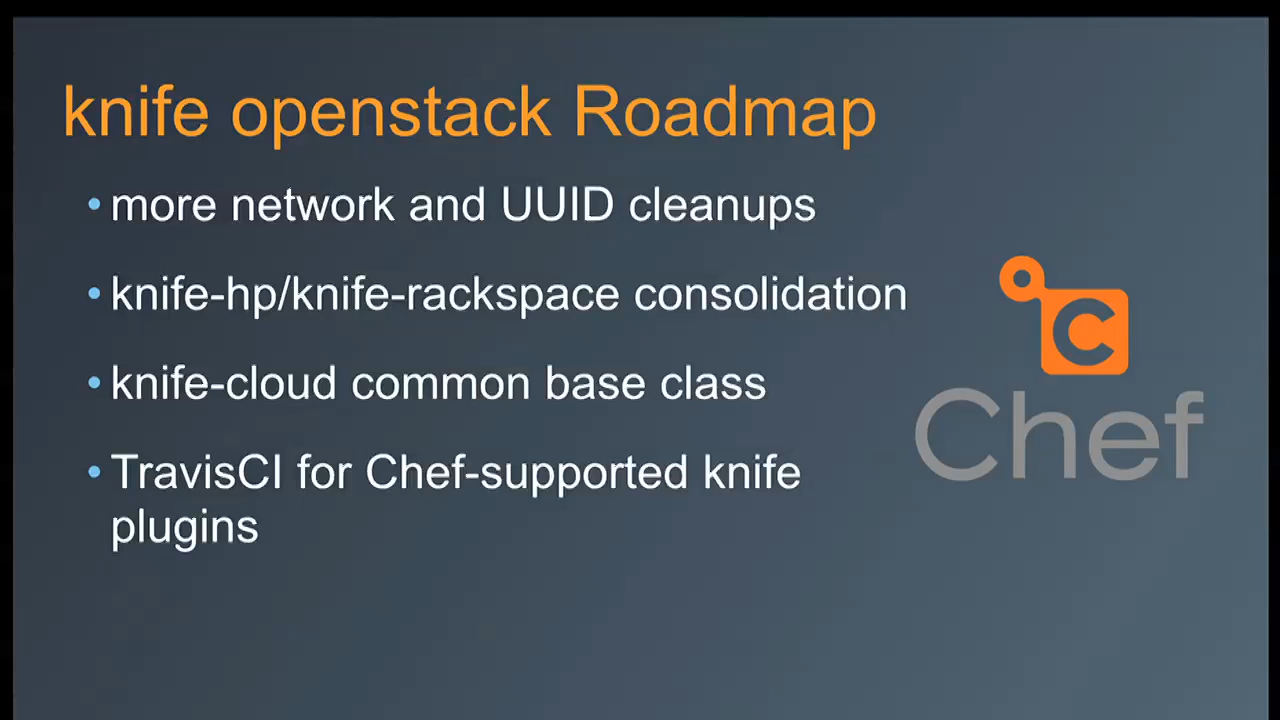 knife openstack Roadmap
• more network and UUID cleanups
• knife-hp/knife-rackspace consolidation
• knife-cloud common base class
• TravisCI for Chef-supported knife
plugins
C
Chef